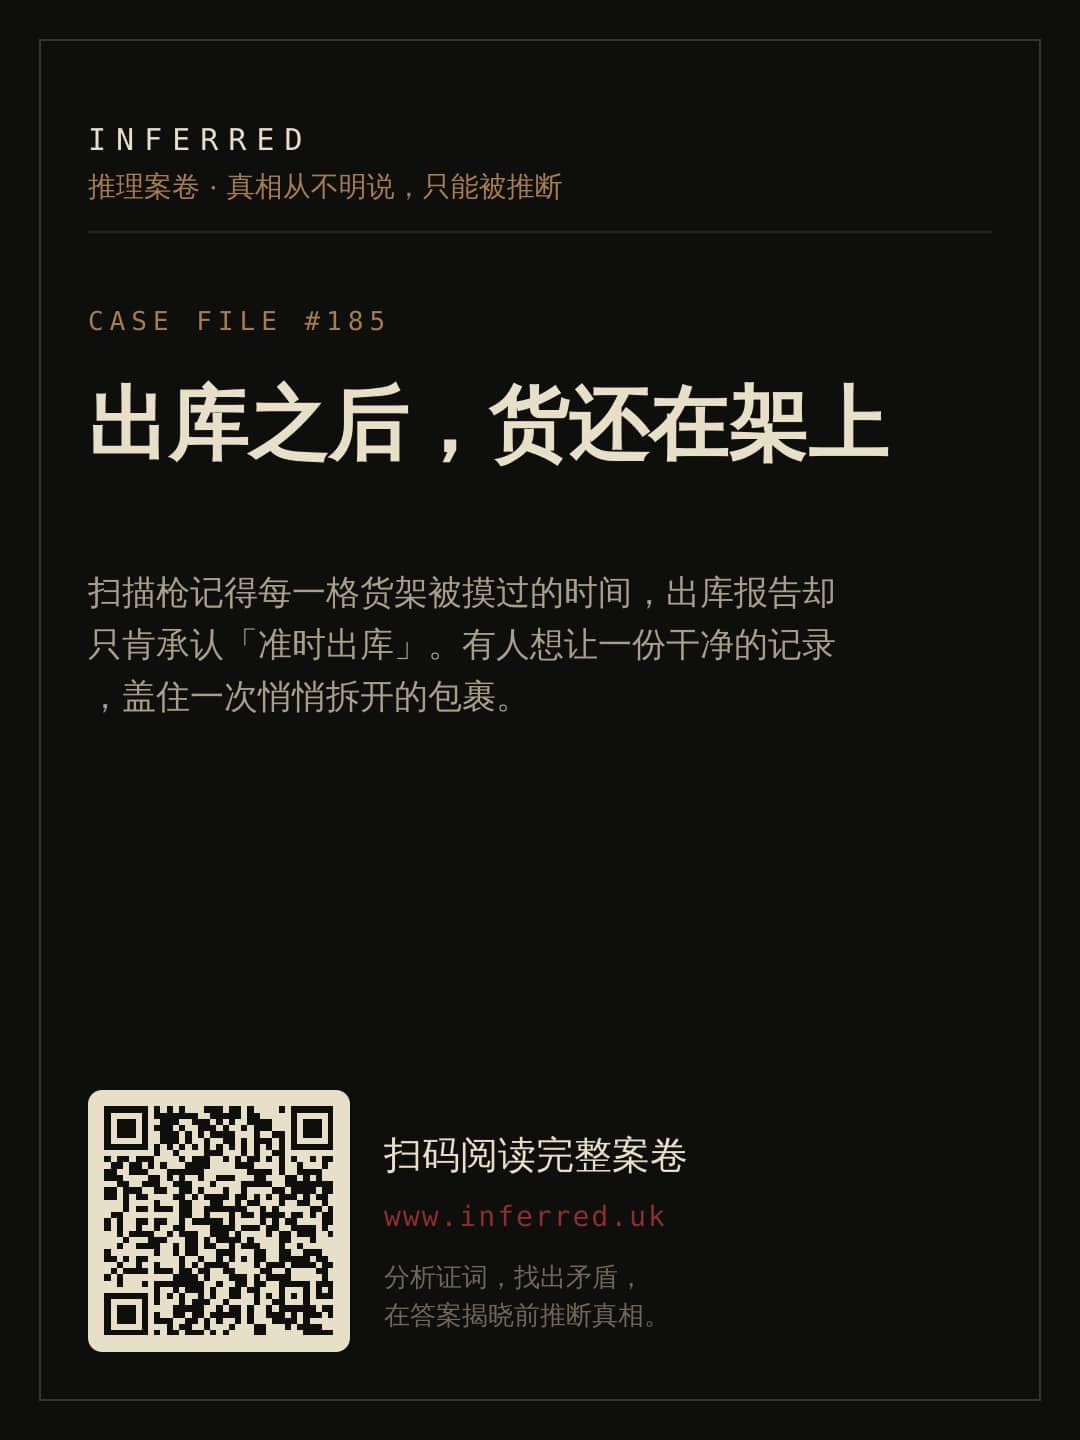 INFERRED
推理案卷 · 真相从不明说，只能被推断
CASE FILE #185
出库之后，货还在架上
扫描枪记得每一格货架被摸过的时间，出库报告却
只肯承认「准时出库」。有人想让一份干净的记录
，盖住一次悄悄拆开的包裹。
扫码阅读完整案卷
www.inferred.uk
分析证词，找出矛盾，
在答案揭晓前推断真相。